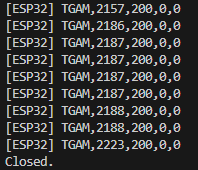 [ESP32] TGAM,2157,200,0,0
[ESP32] TGAM,2186,200,0,0
[ESP32] TGAM,2187,200,0,0
[ESP32] TGAM,2187,200,0,0
[ESP32] TGAM,2187,200,0,0
[ESP32] TGAM,2187,200,0,0
[ESP32] TGAM,2188,200,0,0
[ESP32] TGAM,2188,200,0,0
[ESP32] TGAM,2223,200,0,0
Closed.